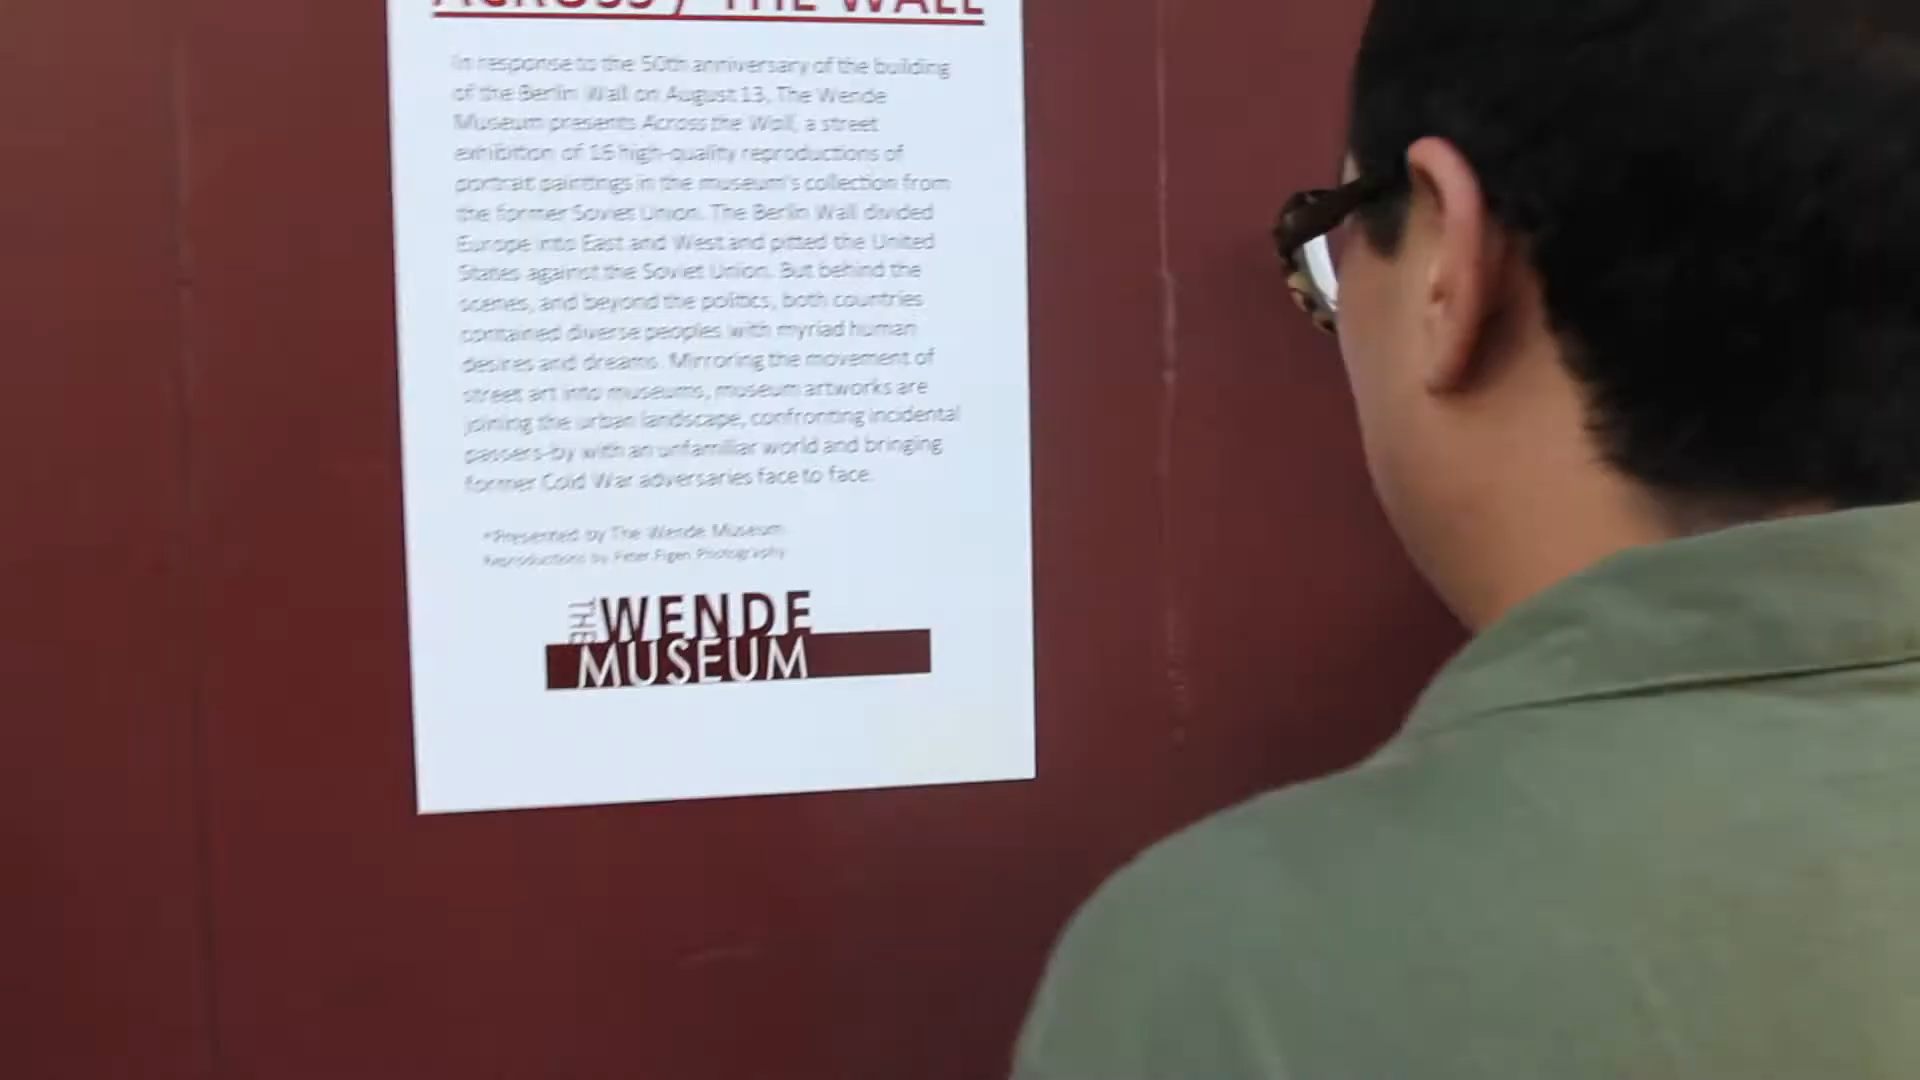 ACROSS / THE WALL
In response to the 50th anniversary of the building
of the Berlin Wall on August 13, The Wende
Museum presents Across the Wall, a street
exhibition of 16 high-quality reproductions of
portrait paintings in the museum's collection from
the former Soviet Union. The Berlin Wall divided
Europe into East and West and pitted the United
States against the Soviet Union. But behind the
scenes, and beyond the politics, both countries
contained diverse peoples with myriad human
desires and dreams. Mirroring the movement of
street art into museums, museum artworks are
joining the urban landscape, confronting incidental
passers-by with an unfamiliar world and bringing
former Cold War adversaries face to face.
*Presented by The Wende Museum
Reproductions by Peter Figen Photography
THE WENDE
MUSEUM